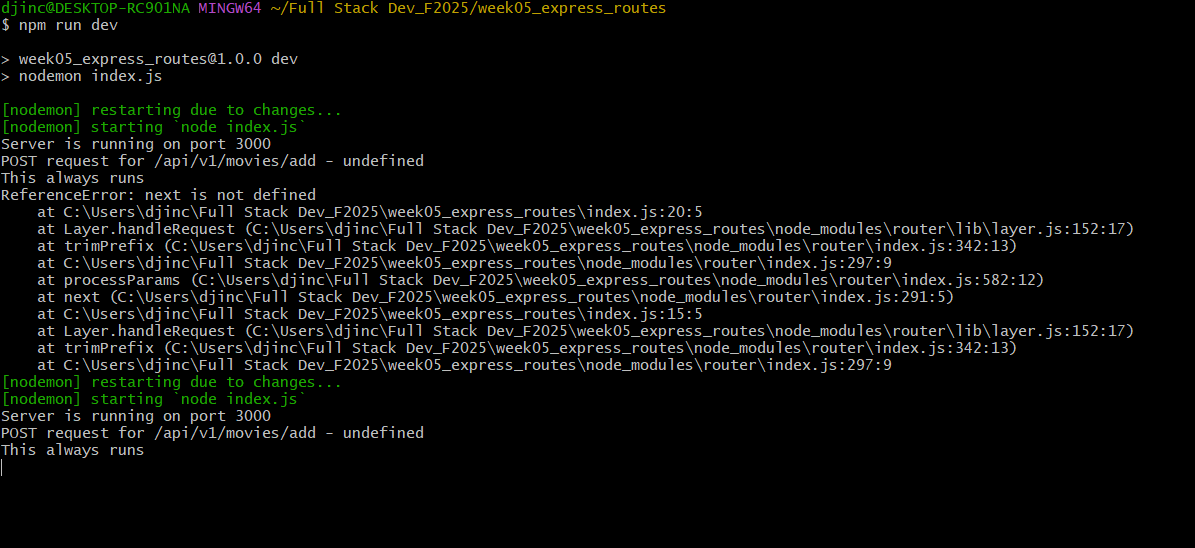 djinc@DESKTOP-RC901NA MINGW64 ~/Full Stack Dev_F2025/week05_express_routes
$ npm run dev
> week05_express_routes@1.0.0 dev
> nodemon index.js
[nodemon] restarting due to changes...
[nodemon] starting `node index.js`
Server is running on port 3000
POST request for /api/v1/movies/add - undefined
This always runs
ReferenceError: next is not defined
    at C:\Users\djinc\Full Stack Dev_F2025\week05_express_routes\index.js:20:5
    at Layer.handleRequest (C:\Users\djinc\Full Stack Dev_F2025\week05_express_routes\node_modules\router\lib\layer.js:152:17)
    at trimPrefix (C:\Users\djinc\Full Stack Dev_F2025\week05_express_routes\node_modules\router\index.js:342:13)
    at C:\Users\djinc\Full Stack Dev_F2025\week05_express_routes\node_modules\router\index.js:297:9
    at processParams (C:\Users\djinc\Full Stack Dev_F2025\week05_express_routes\node_modules\router\index.js:582:12)
    at next (C:\Users\djinc\Full Stack Dev_F2025\week05_express_routes\node_modules\router\index.js:291:5)
    at C:\Users\djinc\Full Stack Dev_F2025\week05_express_routes\index.js:15:5
    at Layer.handleRequest (C:\Users\djinc\Full Stack Dev_F2025\week05_express_routes\node_modules\router\lib\layer.js:152:17)
    at trimPrefix (C:\Users\djinc\Full Stack Dev_F2025\week05_express_routes\node_modules\router\index.js:342:13)
    at C:\Users\djinc\Full Stack Dev_F2025\week05_express_routes\node_modules\router\index.js:297:9
[nodemon] restarting due to changes...
[nodemon] starting `node index.js`
Server is running on port 3000
POST request for /api/v1/movies/add - undefined
This always runs